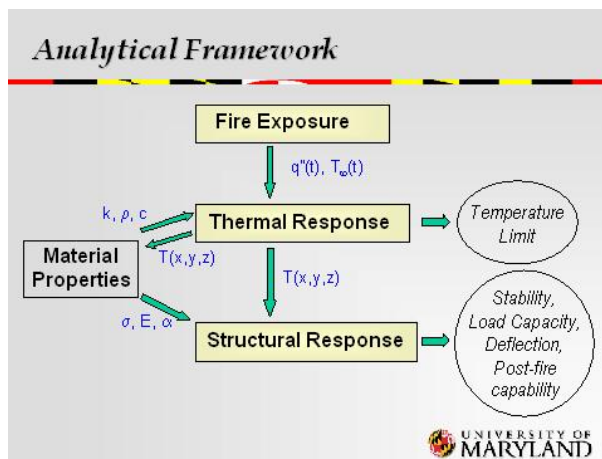 Analytical Framework
Fire Exposure
q"(t), T∞(t)
k, ρ, c
Thermal Response
Temperature
Limit
Material
Properties
T(x,y,z)
T(x,y,z)
σ, E, α
Structural Response
Stability,
Load Capacity,
Deflection,
Post-fire
capability
UNIVERSITY OF
MARYLAND